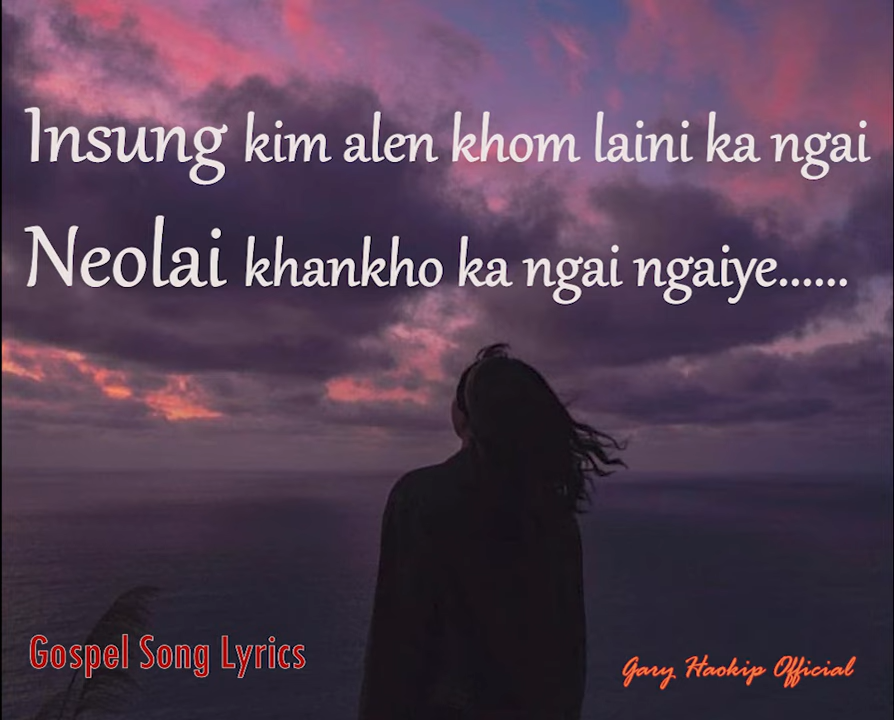 Insung kim alen khom laini ka ngai
Neolai khankho ka ngai ngaiye......
Gospel Song Lyrics
Gary Haokip Official